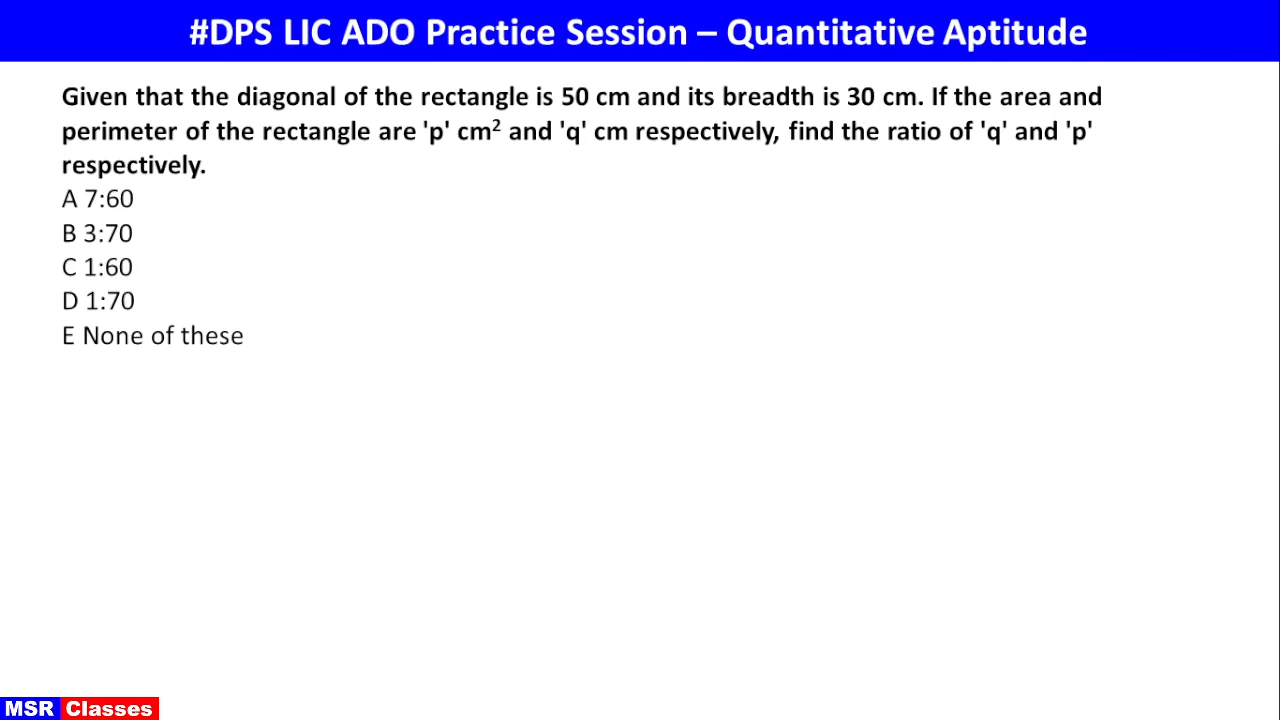 #DPS LIC ADO Practice Session – Quantitative Aptitude
Given that the diagonal of the rectangle is 50 cm and its breadth is 30 cm. If the area and
perimeter of the rectangle are 'p' cm² and 'q' cm respectively, find the ratio of 'q' and 'p'
respectively.
A 7:60
B 3:70
C 1:60
D 1:70
E None of these
MSR Classes